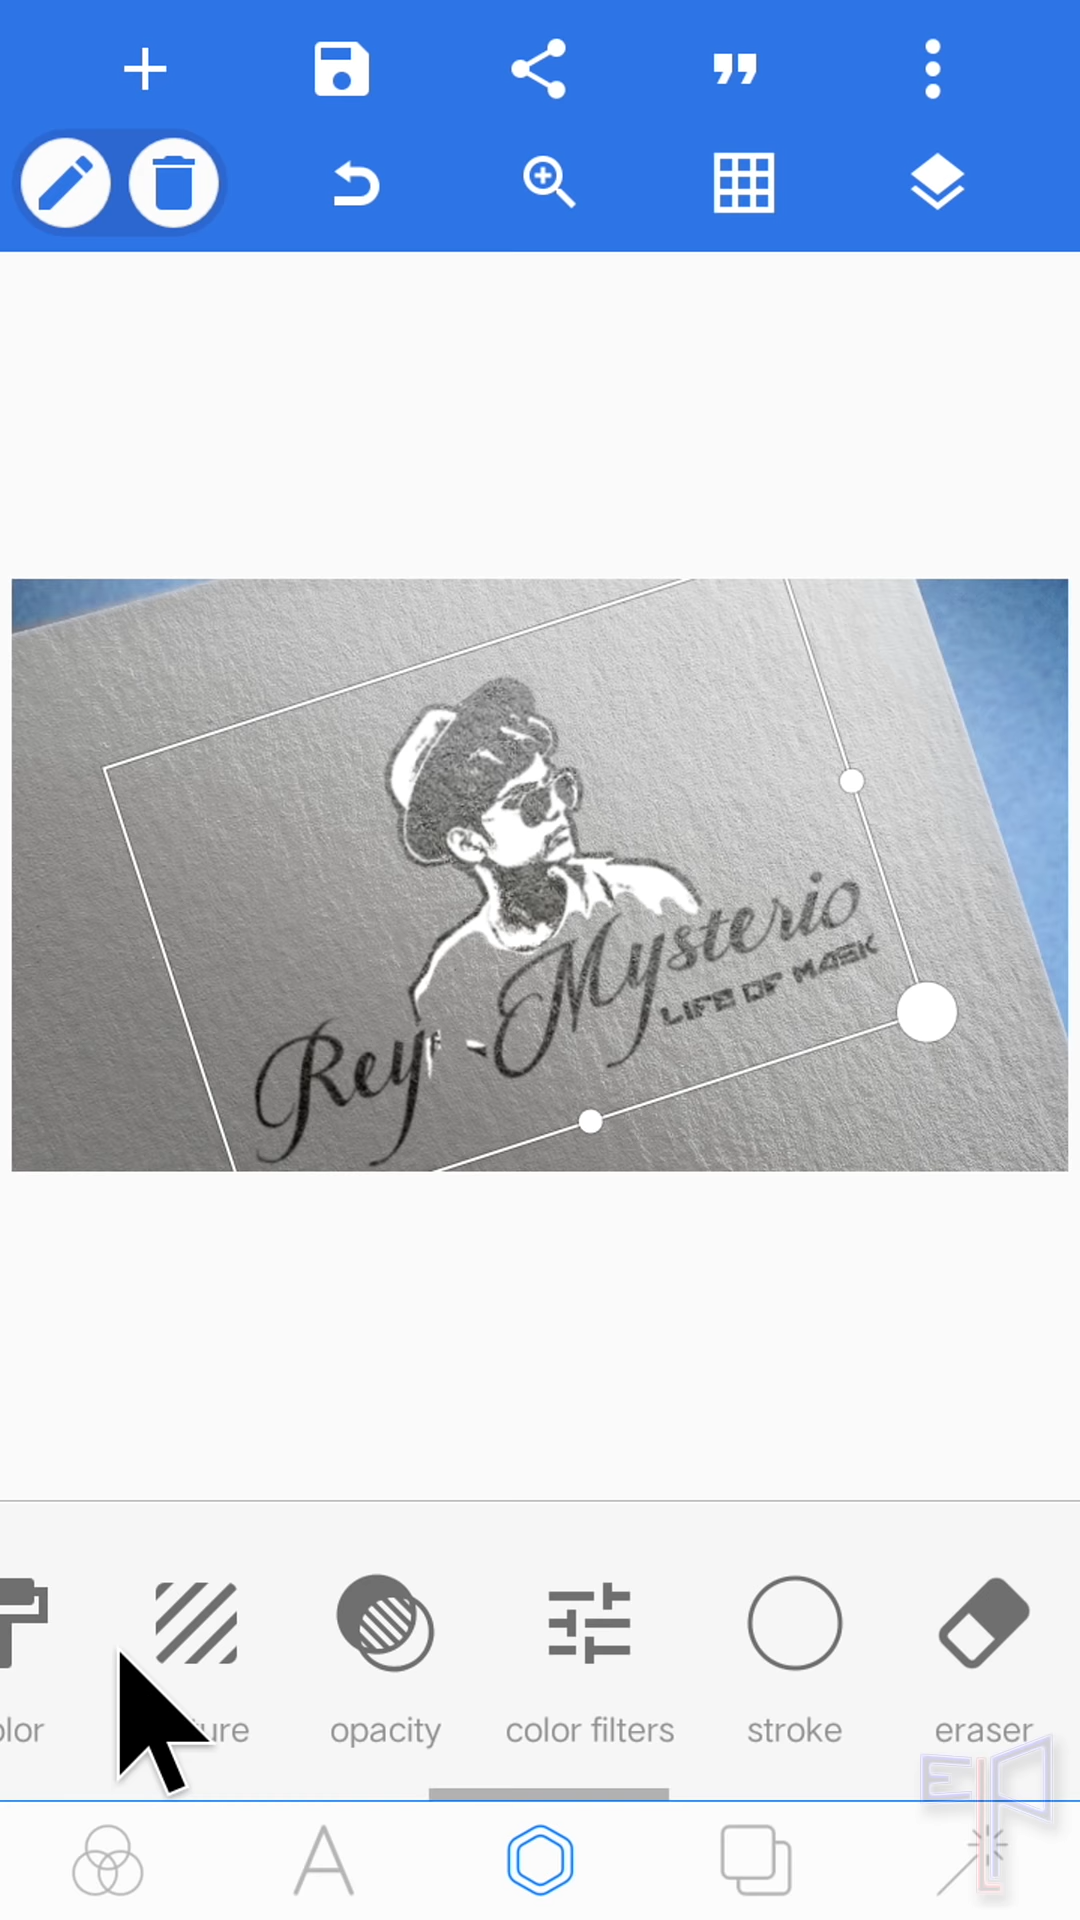 Rey Mysterio
LIFE OF MASK
opacity
color filters
stroke
eraser